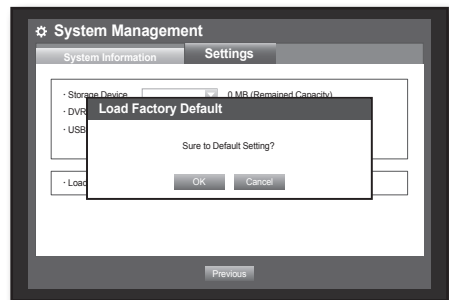 System Management
System Information
Settings
· Storage Device 0 MB (Remained Capacity)
· DVR
· USB
Load Factory Default
Sure to Default Setting?
· Load
OK Cancel
Previous